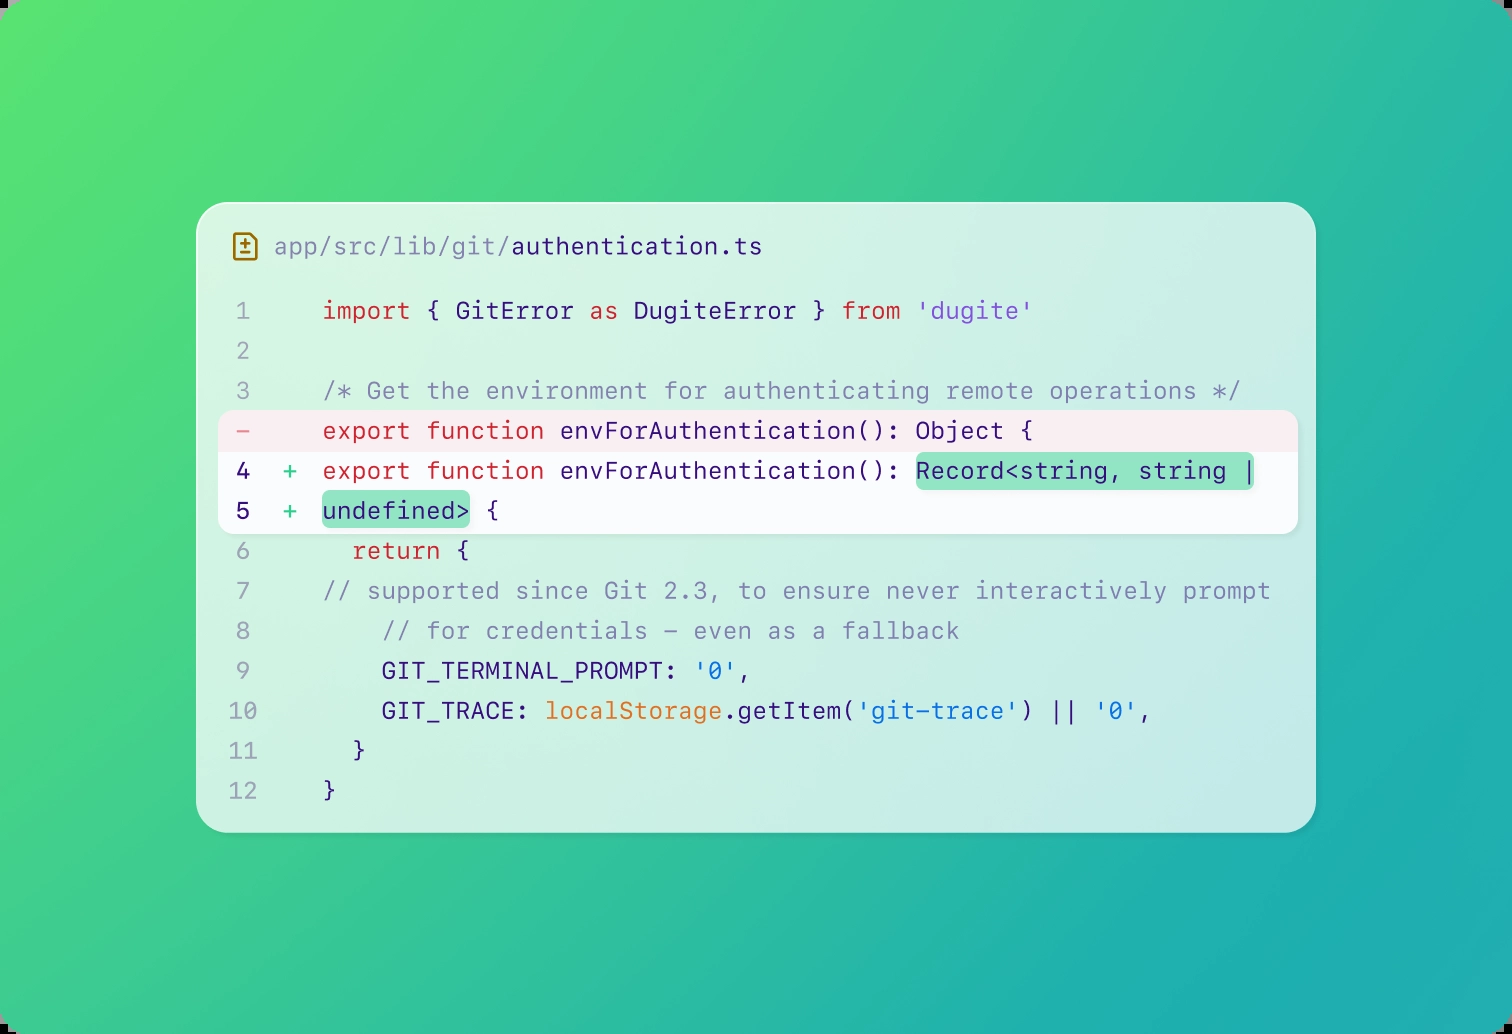 app/src/lib/git/authentication.ts
1 import { GitError as DugiteError } from 'dugite'
2
3 /* Get the environment for authenticating remote operations */
− export function envForAuthentication(): Object {
4 + export function envForAuthentication(): Record<string, string |
5 + undefined> {
6   return {
7 // supported since Git 2.3, to ensure never interactively prompt
8     // for credentials – even as a fallback
9     GIT_TERMINAL_PROMPT: '0',
10     GIT_TRACE: localStorage.getItem('git-trace') || '0',
11   }
12 }